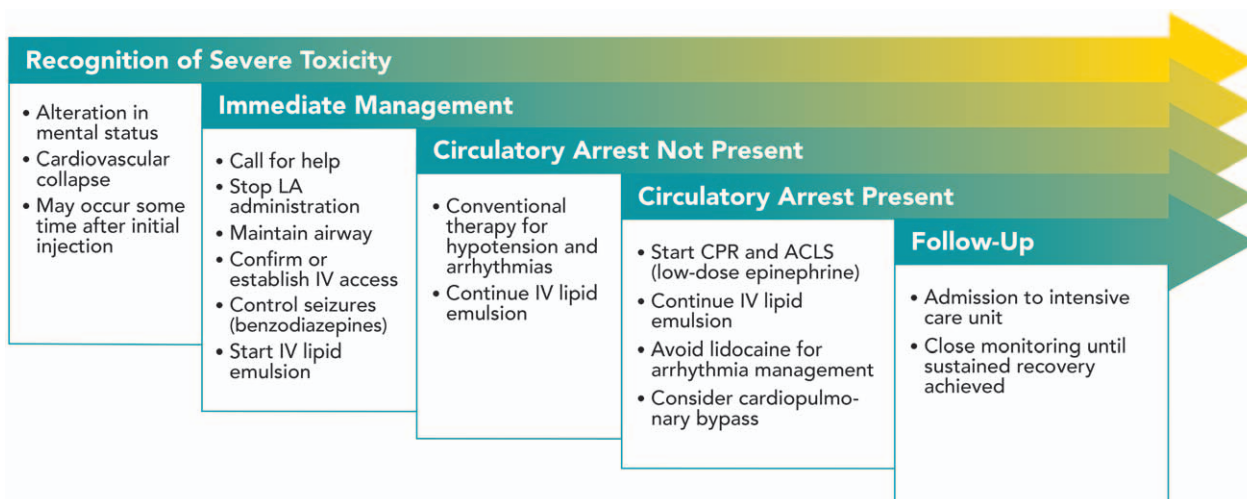 Recognition of Severe Toxicity
• Alteration in
mental status
• Cardiovascular
collapse
• May occur some
time after initial
injection
Immediate Management
• Call for help
• Stop LA
administration
• Maintain airway
• Confirm or
establish IV access
• Control seizures
(benzodiazepines)
• Start IV lipid
emulsion
Circulatory Arrest Not Present
• Conventional
therapy for
hypotension and
arrhythmias
• Continue IV lipid
emulsion
Circulatory Arrest Present
• Start CPR and ACLS
(low-dose epinephrine)
• Continue IV lipid
emulsion
• Avoid lidocaine for
arrhythmia management
• Consider cardiopulmo-
nary bypass
Follow-Up
• Admission to intensive
care unit
• Close monitoring until
sustained recovery
achieved